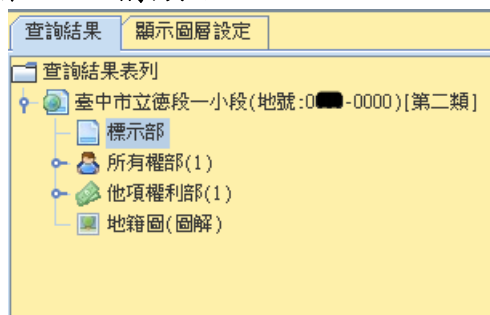 查詢結果 顯示圖層設定
查詢結果表列
臺中市立德段一小段(地號:0 -0000)[第二類]
標示部
所有權部(1)
他項權利部(1)
地籍圖(圖解)